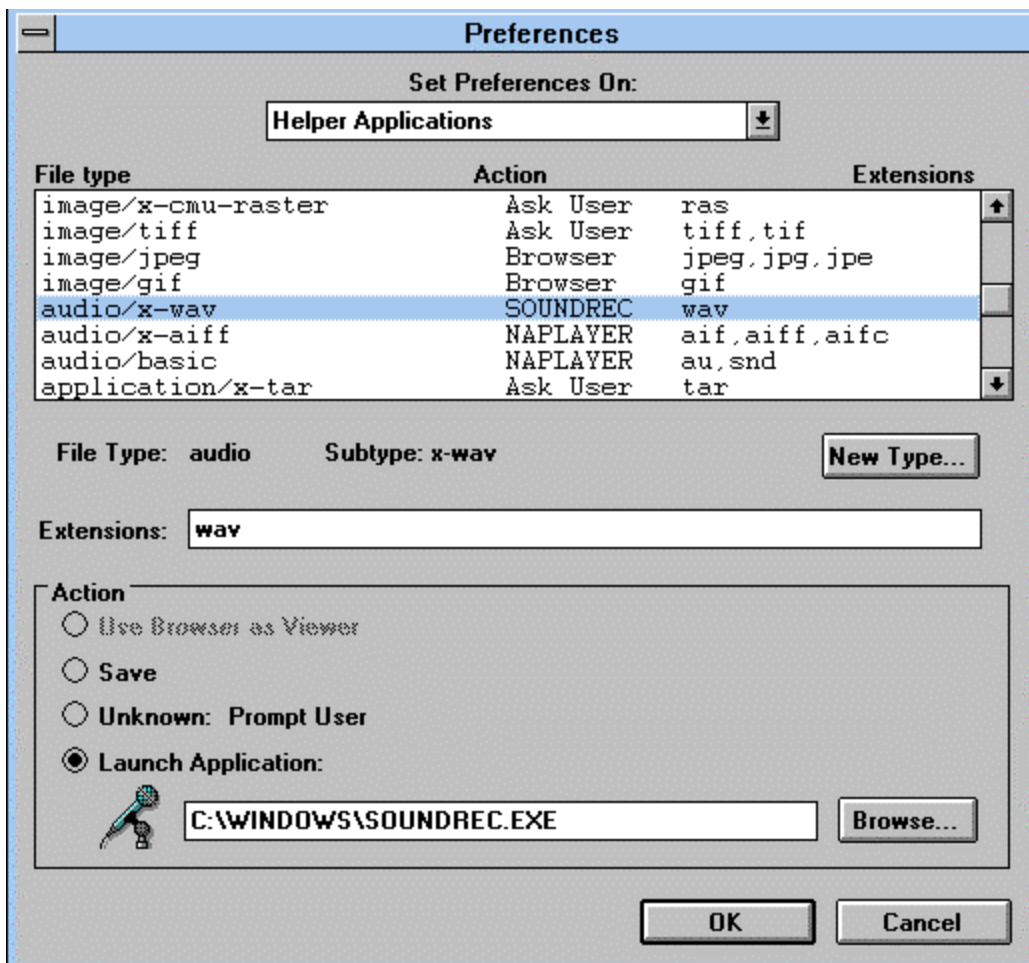 Preferences
Set Preferences On:
Helper Applications
File type Action Extensions
image/x-cmu-raster Ask User ras
image/tiff Ask User tiff,tif
image/jpeg Browser jpeg,jpg,jpe
image/gif Browser gif
audio/x-wav SOUNDREC wav
audio/x-aiff NAPLAYER aif,aiff,aifc
audio/basic NAPLAYER au,snd
application/x-tar Ask User tar
File Type: audio Subtype: x-wav New Type...
Extensions: wav
Action
Use Browser as Viewer
Save
Unknown: Prompt User
Launch Application:
C:\WINDOWS\SOUNDREC.EXE Browse...
OK Cancel